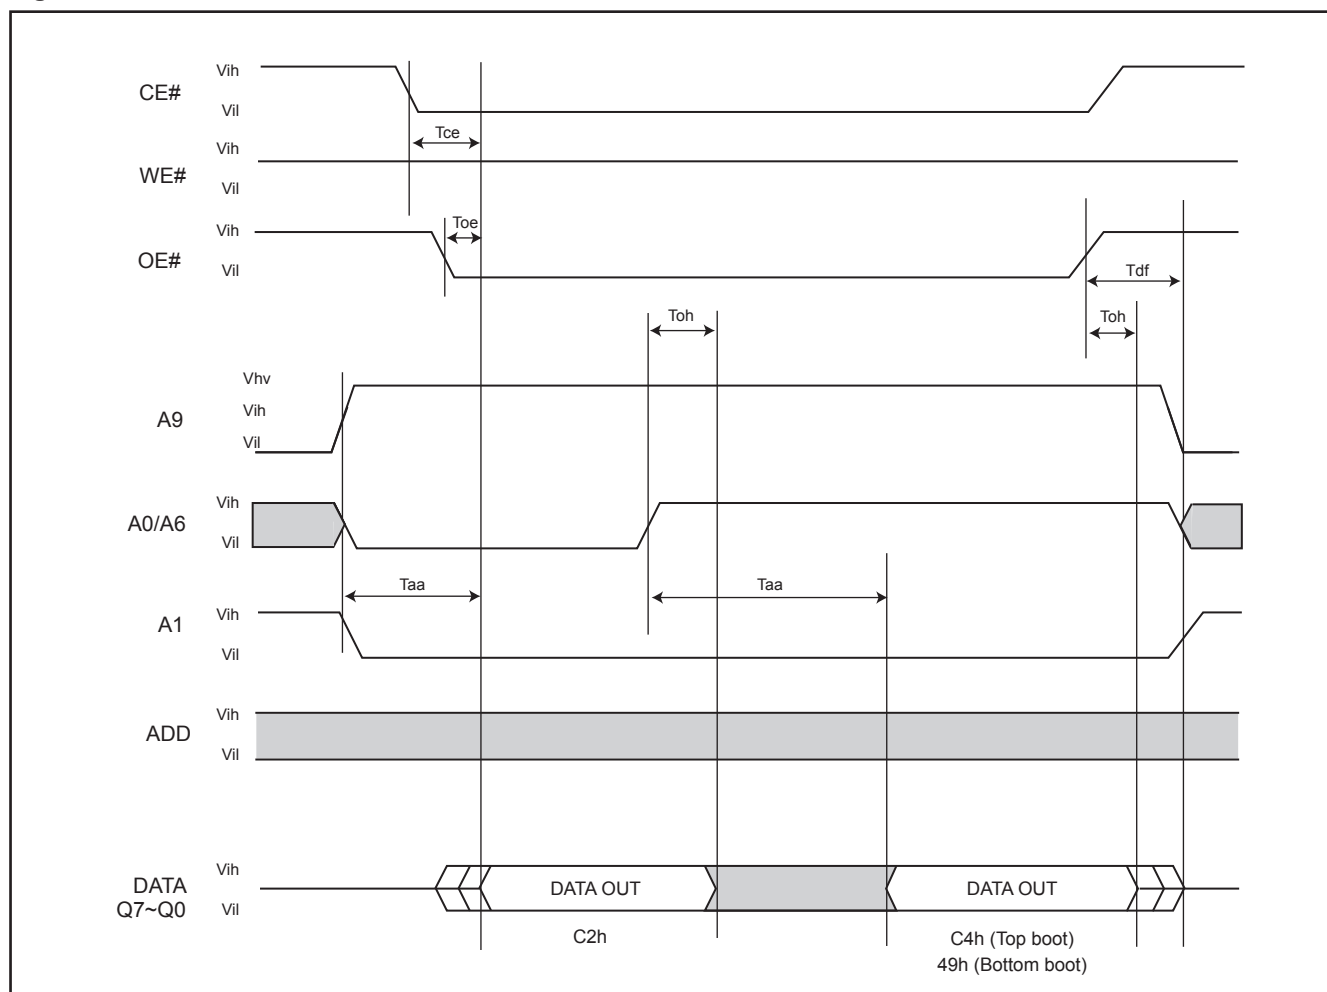 CE#
Vih
Vil
Tce
WE#
Vih
Vil
Toe
OE#
Vih
Vil
Tdf
Toh
Toh
A9
Vhv
Vih
Vil
A0/A6
Vih
Vil
Taa
Taa
A1
Vih
Vil
ADD
Vih
Vil
DATA
Q7~Q0
Vih
Vil
DATA OUT
DATA OUT
C2h
C4h (Top boot)
49h (Bottom boot)